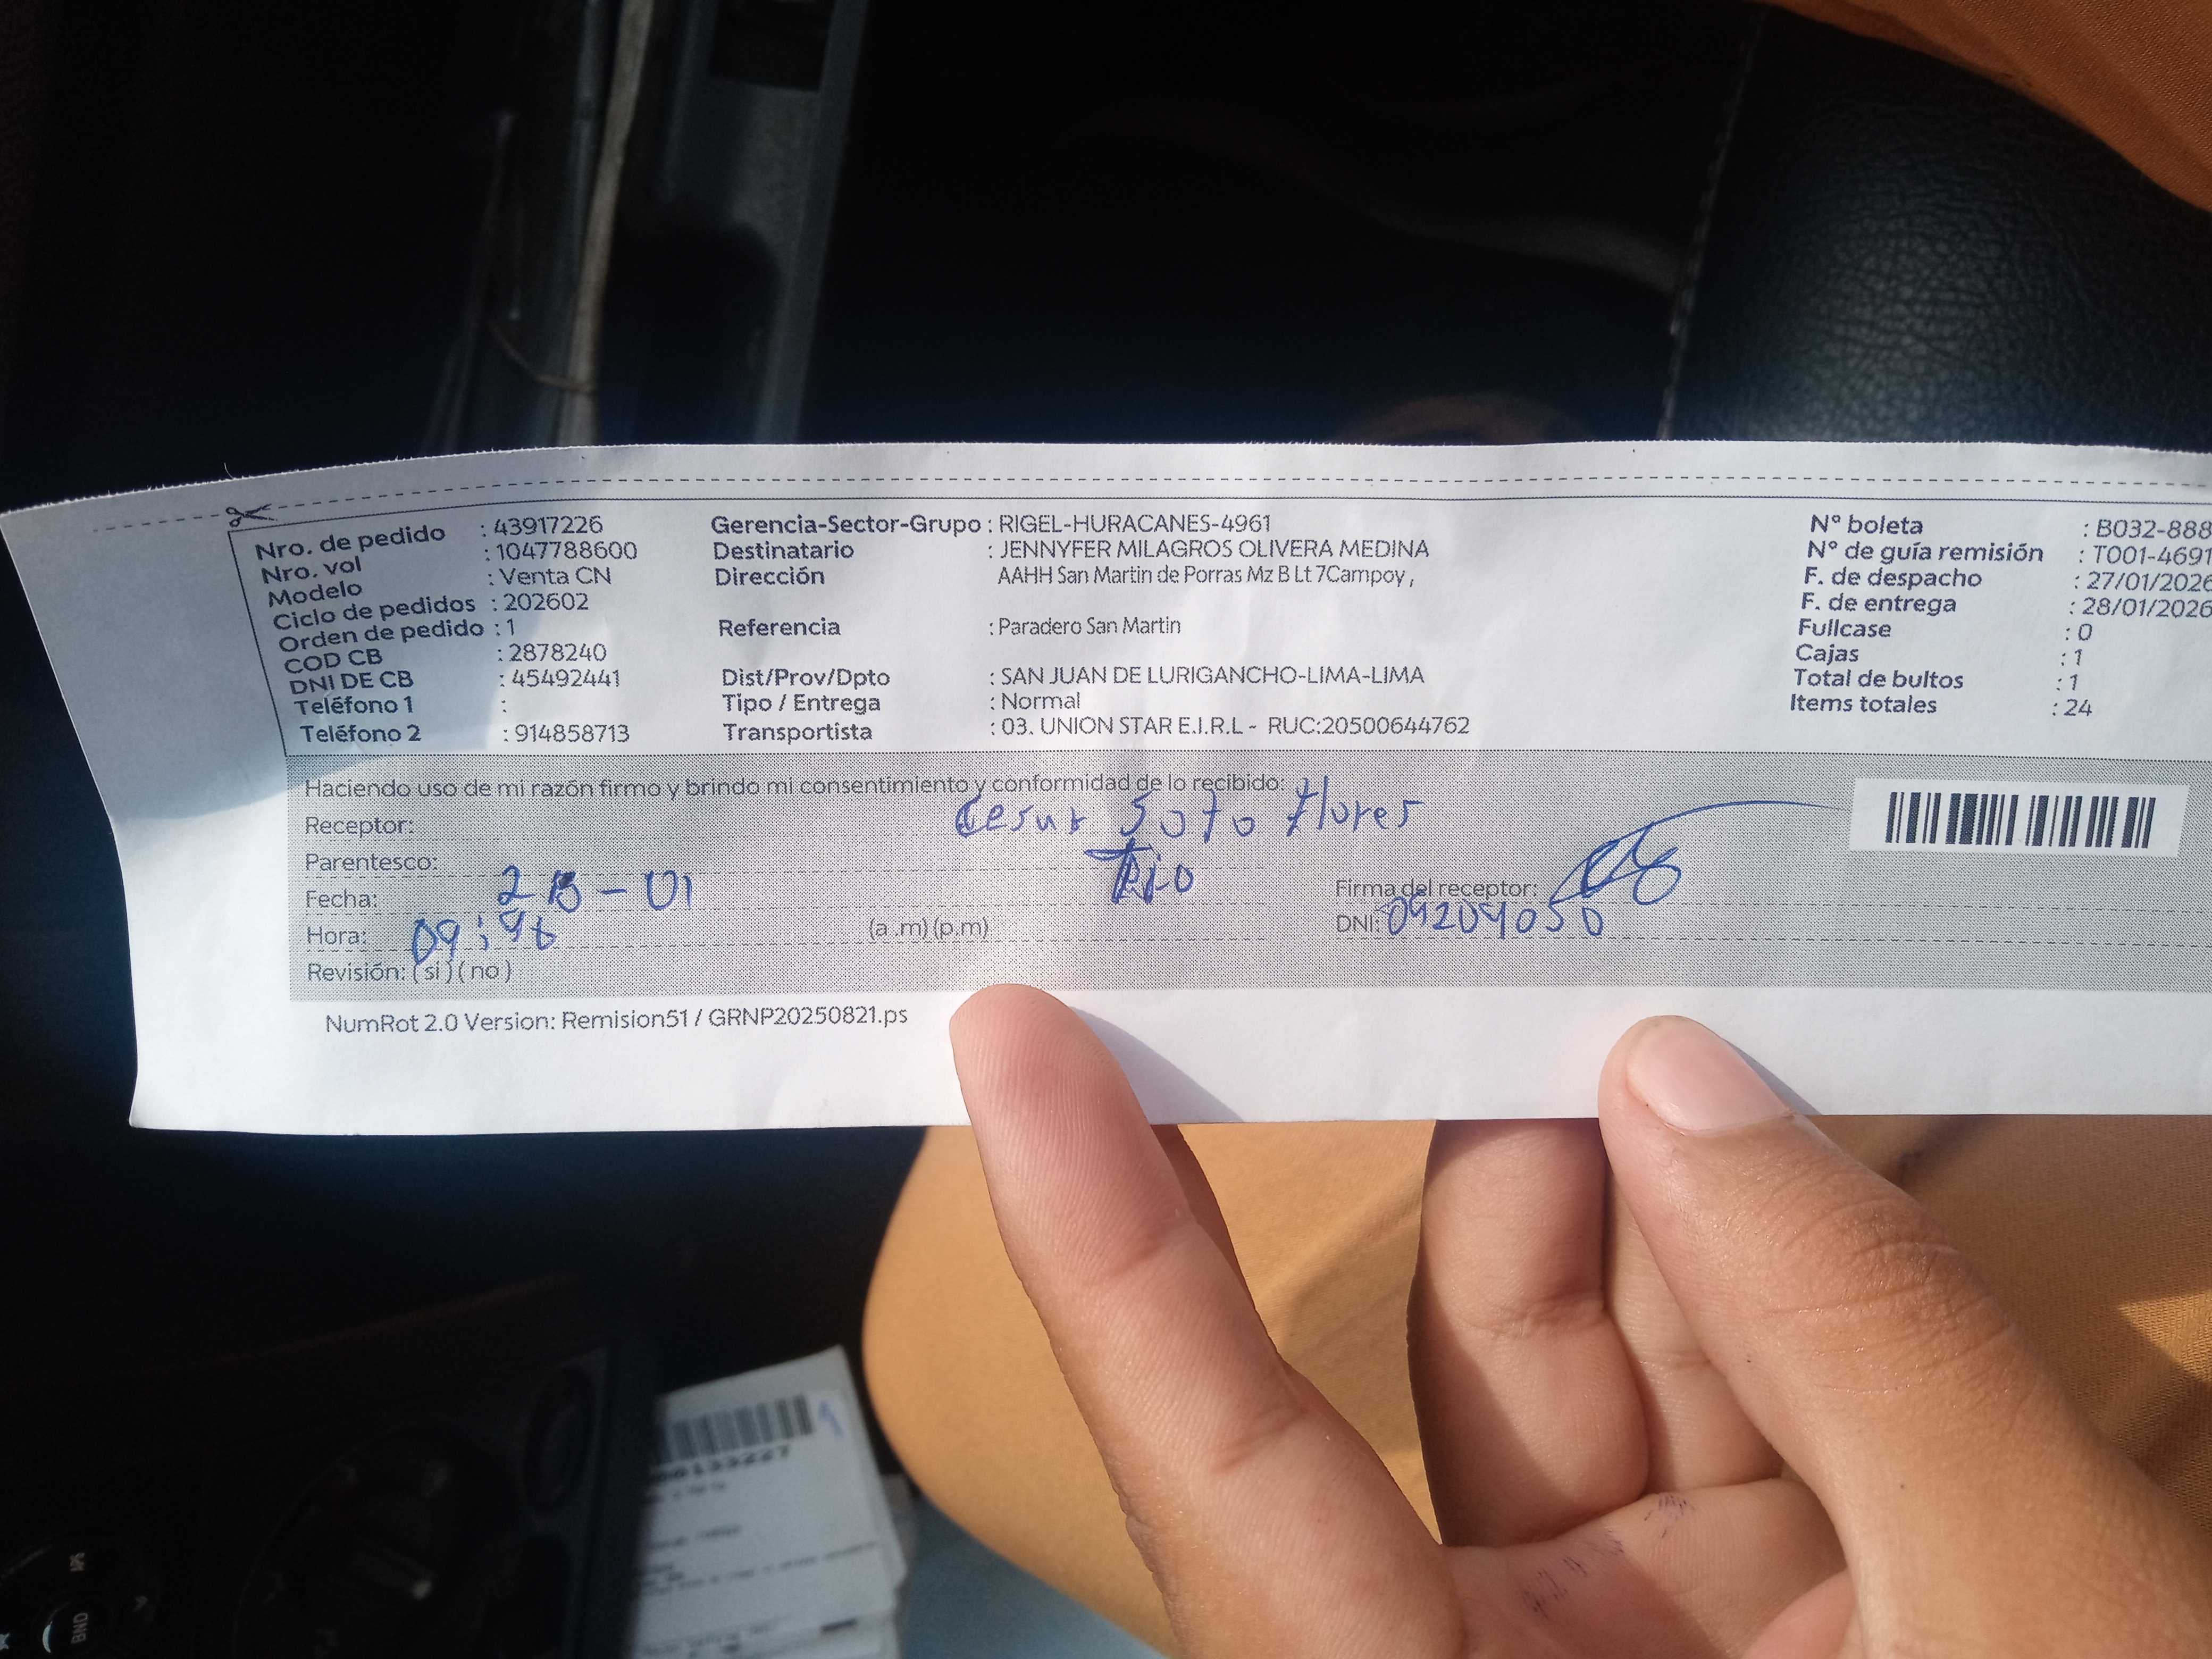 Nro. de pedido : 43917226
Nro. vol : 1047788600
Modelo : Venta CN
Ciclo de pedidos : 202602
Orden de pedido : 1
COD CB : 2878240
DNI DE CB : 45492441
Teléfono 1 :
Teléfono 2 : 914858713
Gerencia-Sector-Grupo : RIGEL-HURACANES-4961
Destinatario : JENNYFER MILAGROS OLIVERA MEDINA
Dirección AAHH San Martin de Porras Mz B Lt 7Campoy ,
Referencia : Paradero San Martin
Dist/Prov/Dpto : SAN JUAN DE LURIGANCHO-LIMA-LIMA
Tipo / Entrega : Normal
Transportista : 03. UNION STAR E.I.R.L - RUC:20500644762
N° boleta : B032-888
N° de guía remisión : T001-4691
F. de despacho : 27/01/2026
F. de entrega : 28/01/2026
Fullcase : 0
Cajas : 1
Total de bultos : 1
Items totales : 24
Haciendo uso de mi razón firmo y brindo mi consentimiento y conformidad de lo recibido:
Receptor: Cesar Soto flores
Parentesco: Tio
Fecha: 28-01
Firma del receptor:
Hora: 09:46 (a .m) (p.m)
DNI: 09204050
Revisión: ( si ) ( no )
NumRot 2.0 Version: Remision51 / GRNP20250821.ps
BND